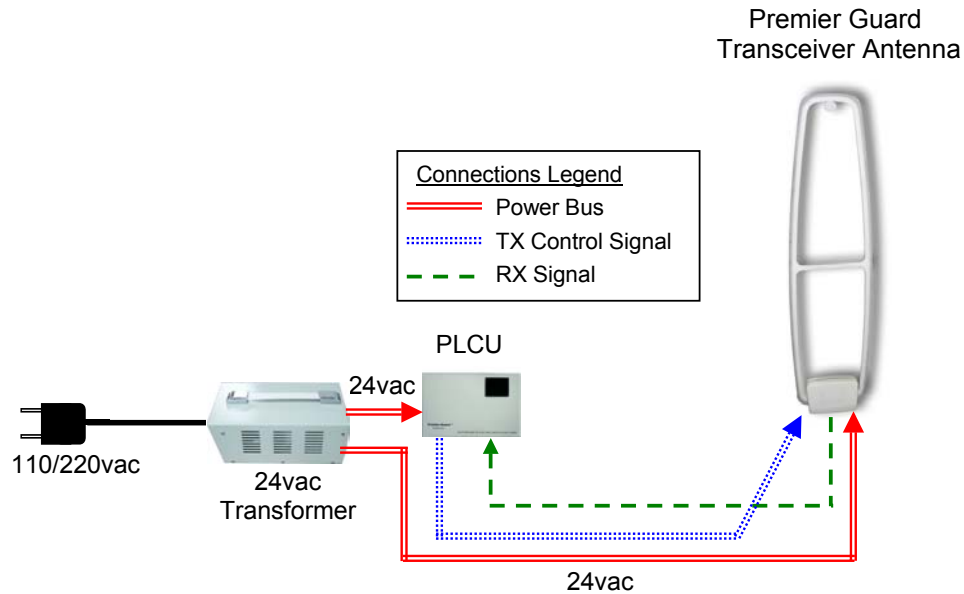 Premier Guard
Transceiver Antenna
Connections Legend
Power Bus
TX Control Signal
RX Signal
PLCU
24vac
110/220vac
24vac
Transformer
24vac